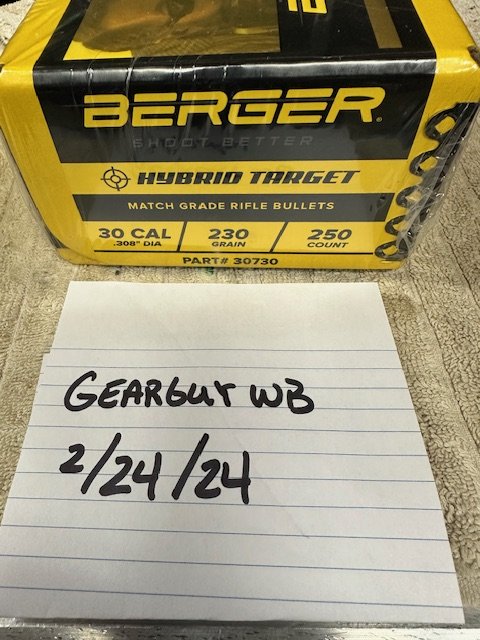 BERGER®
SHOOT BETTER
HYBRID TARGET
MATCH GRADE RIFLE BULLETS
30 CAL 230 250
.308" DIA GRAIN COUNT
PART# 30730
GEARGUY WB
2/24/24